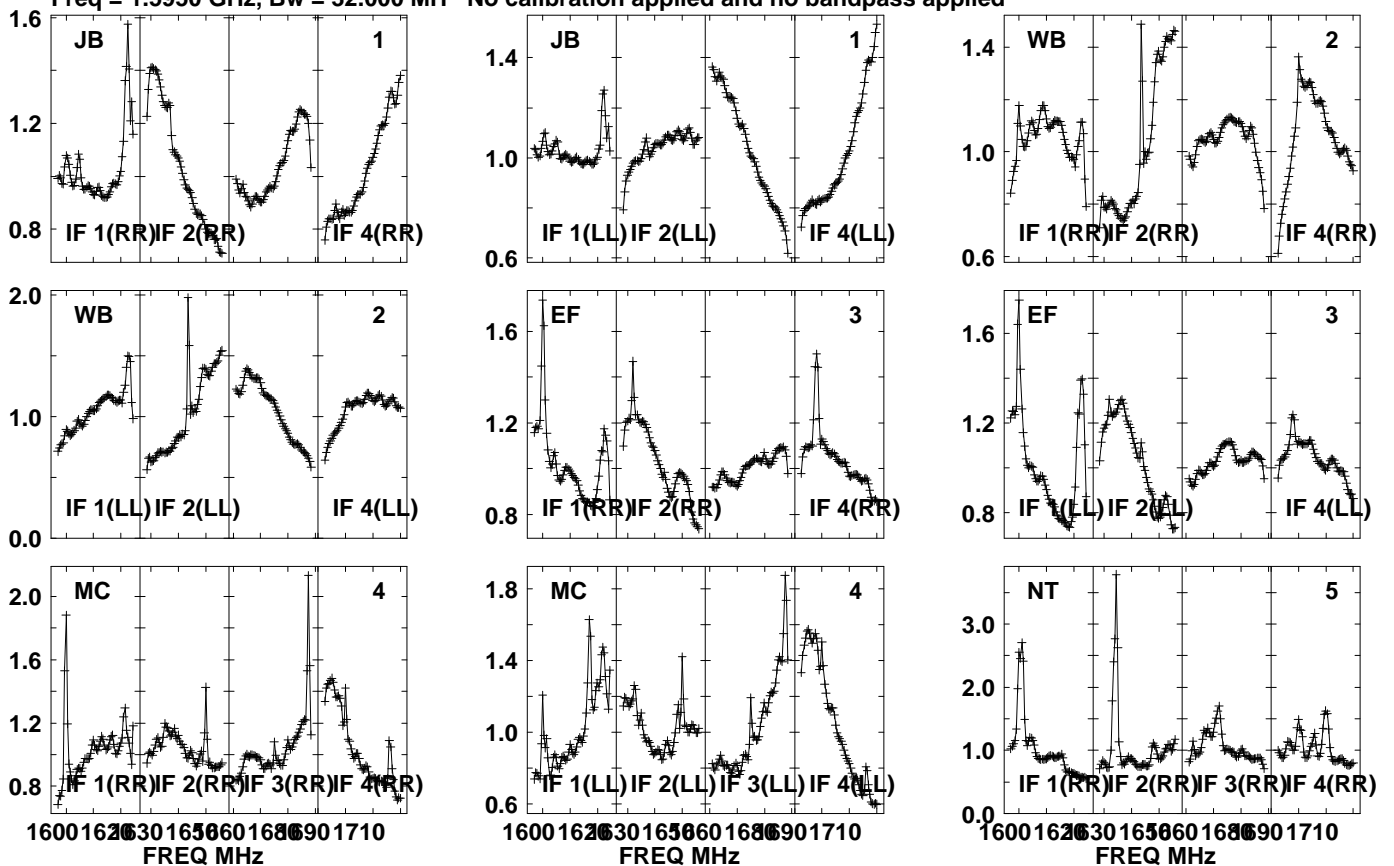 Freq = 1.5950 GHz, Bw = 32.000 MH No calibration applied and no bandpass applied
1.6
1.2
0.8
JB 1
IF 1(RR) IF 2(RR) IF 4(RR)
1.4
1.0
0.6
JB 1
IF 1(LL) IF 2(LL) IF 4(LL)
1.4
1.0
0.6
WB 2
IF 1(RR) IF 2(RR) IF 4(RR)
2.0
1.0
0.0
WB 2
IF 1(LL) IF 2(LL) IF 4(LL)
1.6
1.2
0.8
EF 3
IF 1(RR) IF 2(RR) IF 4(RR)
1.6
1.2
0.8
EF 3
IF 1(LL) IF 2(LL) IF 4(LL)
2.0
1.6
1.2
0.8
MC 4
IF 1(RR) IF 2(RR) IF 3(RR) IF 4(RR)
1.8
1.4
1.0
0.6
MC 4
IF 1(LL) IF 2(LL) IF 3(LL) IF 4(LL)
3.0
2.0
1.0
0.0
NT 5
IF 1(RR) IF 2(RR) IF 3(RR) IF 4(RR)
1600 1620 1630 1650 1660 1680 1690 1710
FREQ MHz
1600 1620 1630 1650 1660 1680 1690 1710
FREQ MHz
1600 1620 1630 1650 1660 1680 1690 1710
FREQ MHz